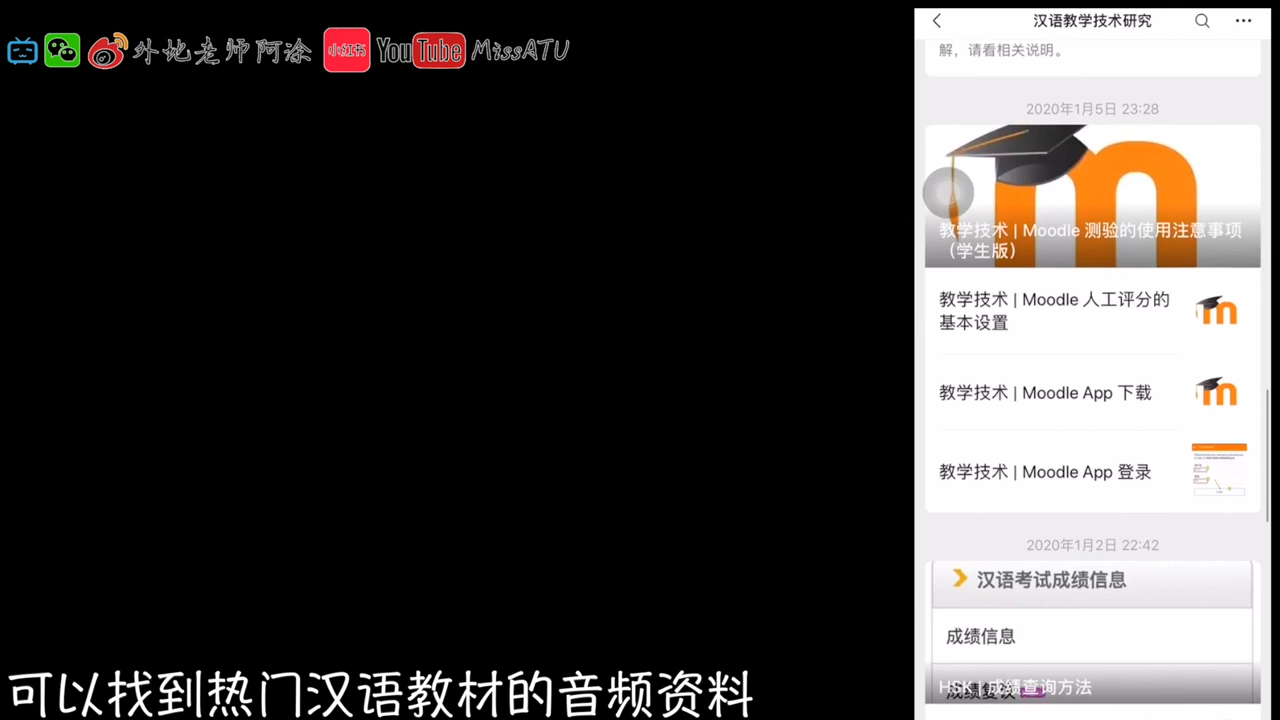 外地老师阿涂 小红书 YouTube MissATU
汉语教学技术研究
解，请看相关说明。
2020年1月5日 23:28
教学技术 | Moodle 测验的使用注意事项
（学生版）
教学技术 | Moodle 人工评分的
基本设置
教学技术 | Moodle App 下载
教学技术 | Moodle App 登录
2020年1月2日 22:42
汉语考试成绩信息
成绩信息
HSK | 成绩查询方法
可以找到热门汉语教材的音频资料